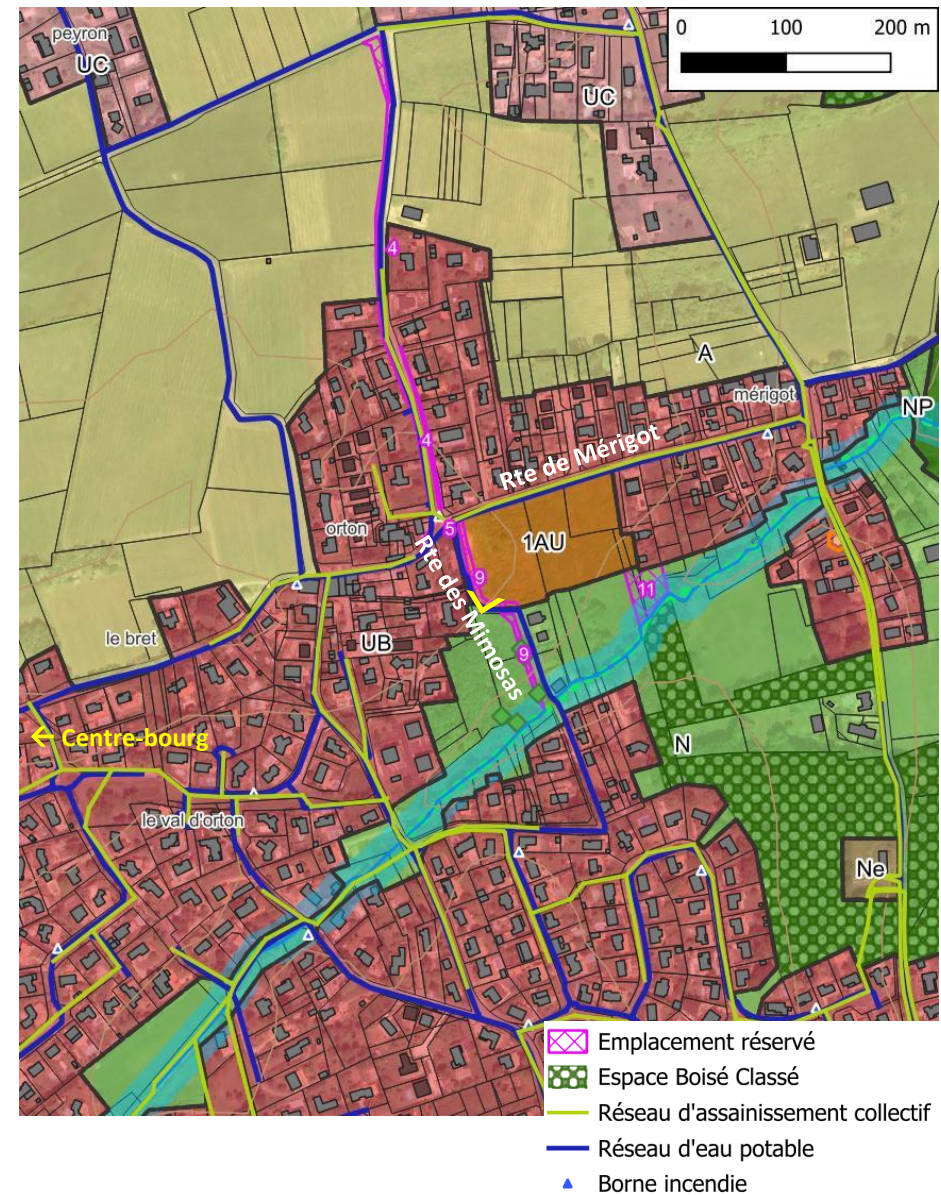 peyron
UC
0 100 200 m
UC
4
A
mérigot
NP
4
Rte de Mérigot
5
orton
1AU
Rte des Mimosas
9
11
le bret
UB
9
← Centre-bourg
N
le val d'orton
Ne
Emplacement réservé
Espace Boisé Classé
Réseau d'assainissement collectif
Réseau d'eau potable
Borne incendie